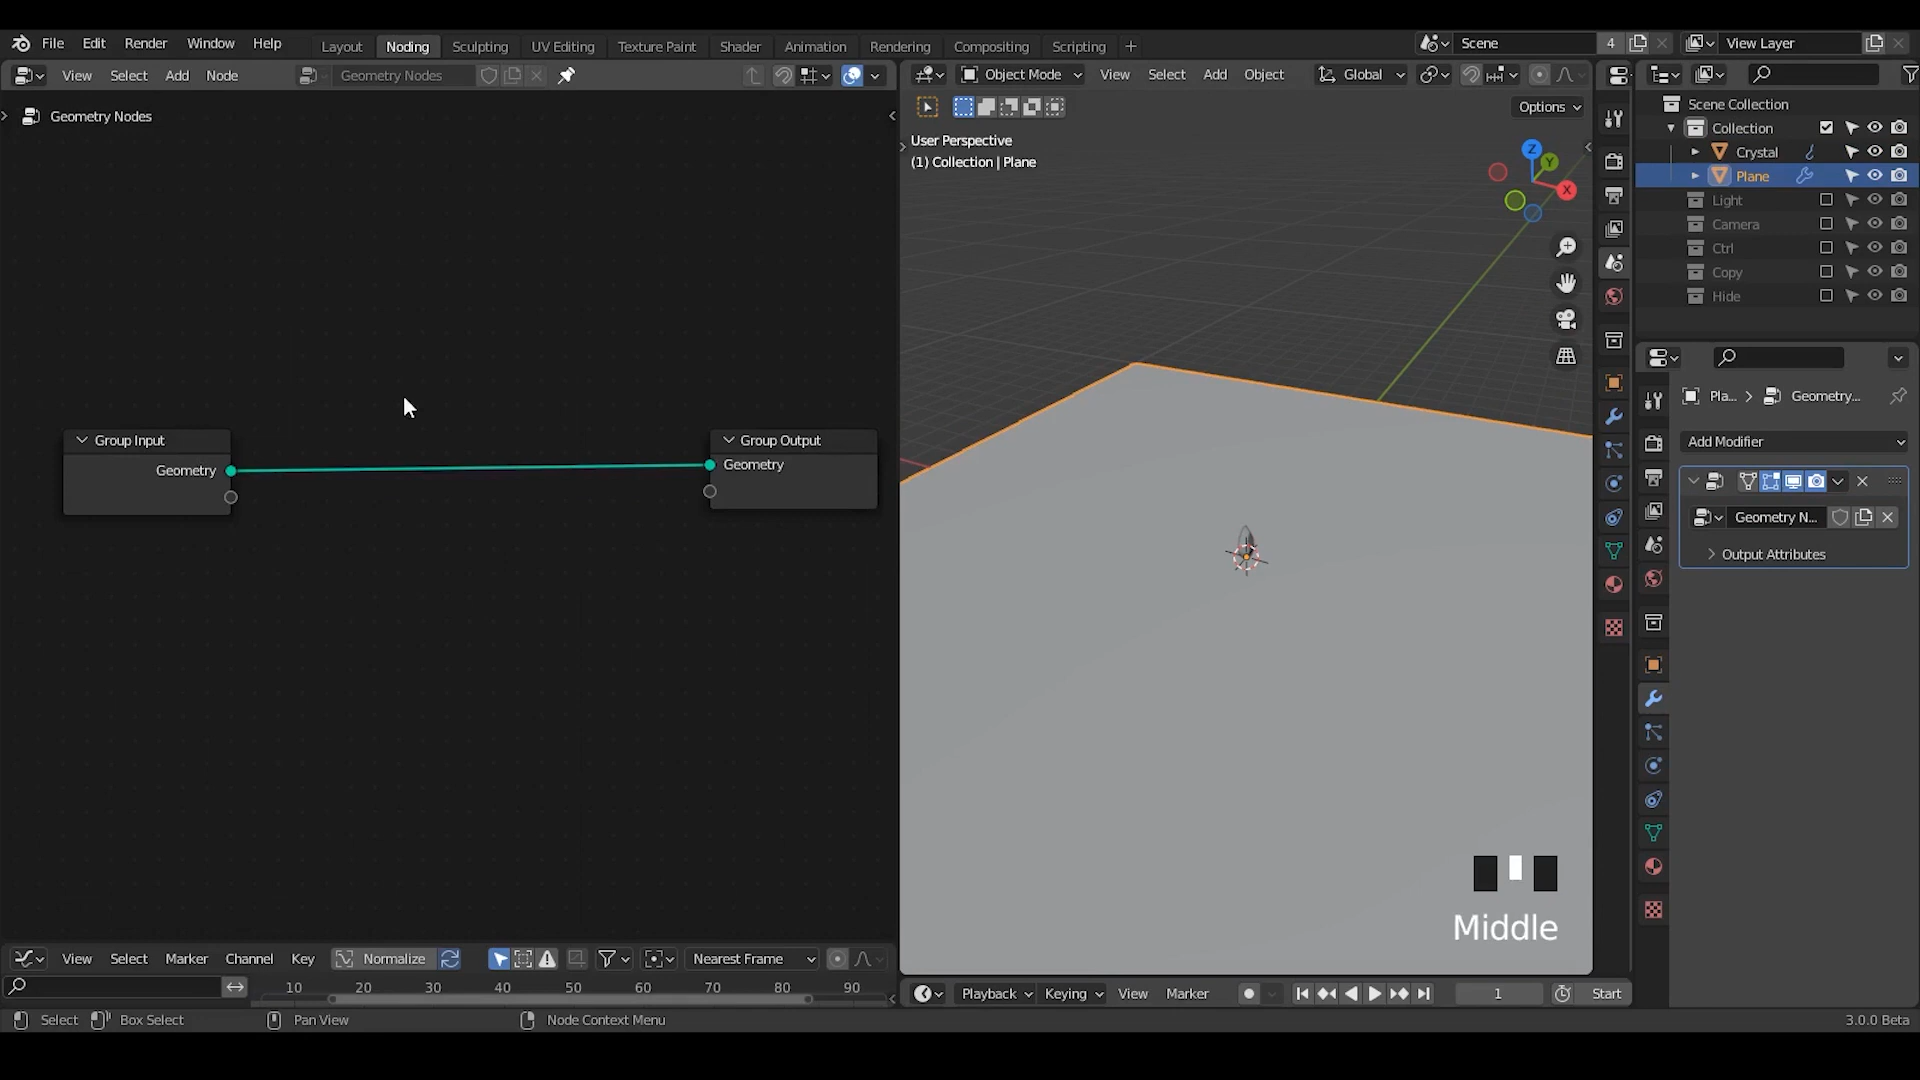 File Edit Render Window Help Layout Noding Sculpting UV Editing Texture Paint Shader Animation Rendering Compositing Scripting + Scene 4 View Layer
View Select Add Node Geometry Nodes Object Mode View Select Add Object Global
Options
Geometry Nodes
User Perspective
(1) Collection | Plane
Z
Y
X
Scene Collection
Collection
Crystal
Plane
Light
Camera
Ctrl
Copy
Hide
Pla... > Geometry...
Add Modifier
Geometry N...
Output Attributes
Group Input
Geometry
Group Output
Geometry
Middle
View Select Marker Channel Key Normalize Nearest Frame
10 20 30 40 50 60 70 80 90
Playback Keying View Marker 1 Start
Select Box Select Pan View Node Context Menu 3.0.0 Beta